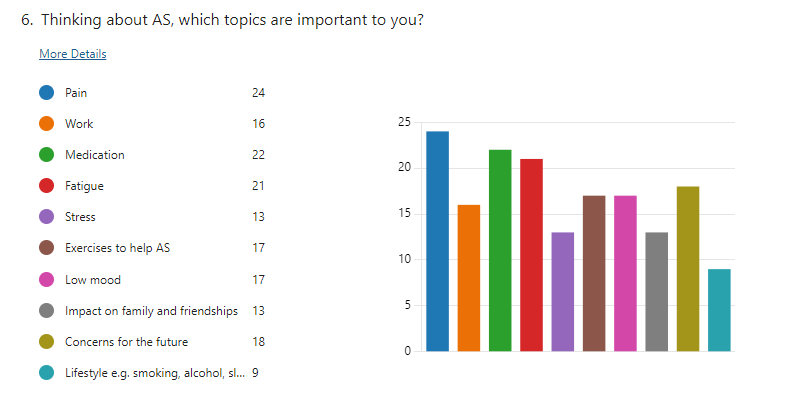 6. Thinking about AS, which topics are important to you?
More Details
Pain 24
Work 16
Medication 22
Fatigue 21
Stress 13
Exercises to help AS 17
Low mood 17
Impact on family and friendships 13
Concerns for the future 18
Lifestyle e.g. smoking, alcohol, sl... 9
25
20
15
10
5
0